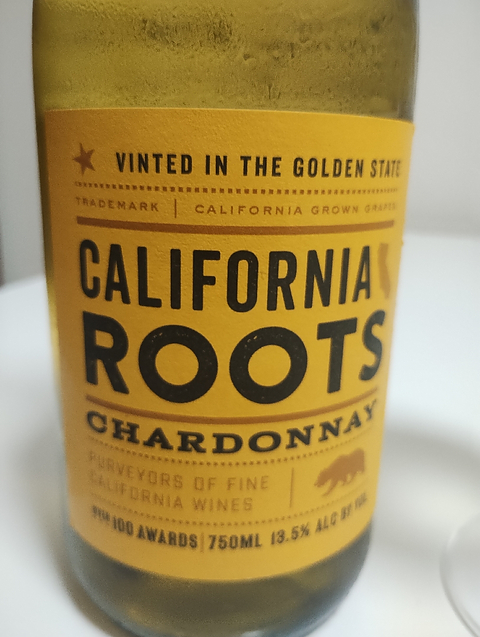 VINTED IN THE GOLDEN STATE
TRADEMARK | CALIFORNIA GROWN GRAPES
CALIFORNIA
ROOTS
CHARDONNAY
PURVEYORS OF FINE
CALIFORNIA WINES
100 AWARDS | 750ML 13.5% ALC BY VOL